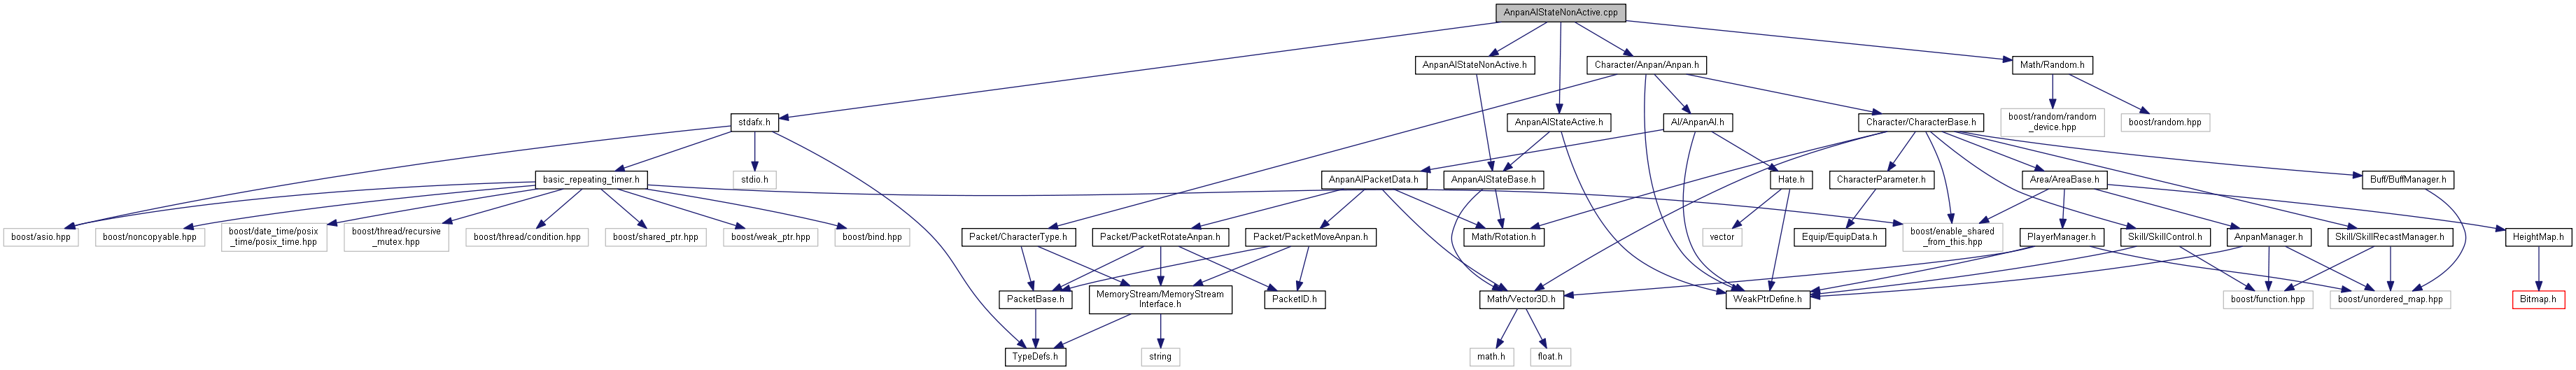 AnpanAIStateNonActive.cpp
AnpanAIStateNonActive.h
Character/Anpan/Anpan.h
Math/Random.h
stdafx.h
AnpanAIStateActive.h
AI/AnpanAI.h
Character/CharacterBase.h
boost/random/random
_device.hpp
boost/random.hpp
basic_repeating_timer.h
stdio.h
AnpanAIPacketData.h
AnpanAIStateBase.h
Hate.h
CharacterParameter.h
Area/AreaBase.h
Buff/BuffManager.h
boost/asio.hpp
boost/noncopyable.hpp
boost/date_time/posix
_time/posix_time.hpp
boost/thread/recursive
_mutex.hpp
boost/thread/condition.hpp
boost/shared_ptr.hpp
boost/weak_ptr.hpp
boost/bind.hpp
Packet/CharacterType.h
Packet/PacketRotateAnpan.h
Packet/PacketMoveAnpan.h
Math/Rotation.h
vector
Equip/EquipData.h
boost/enable_shared
_from_this.hpp
PlayerManager.h
Skill/SkillControl.h
AnpanManager.h
Skill/SkillRecastManager.h
HeightMap.h
PacketBase.h
MemoryStream/MemoryStream
Interface.h
PacketID.h
Math/Vector3D.h
WeakPtrDefine.h
boost/function.hpp
boost/unordered_map.hpp
Bitmap.h
TypeDefs.h
string
math.h
float.h